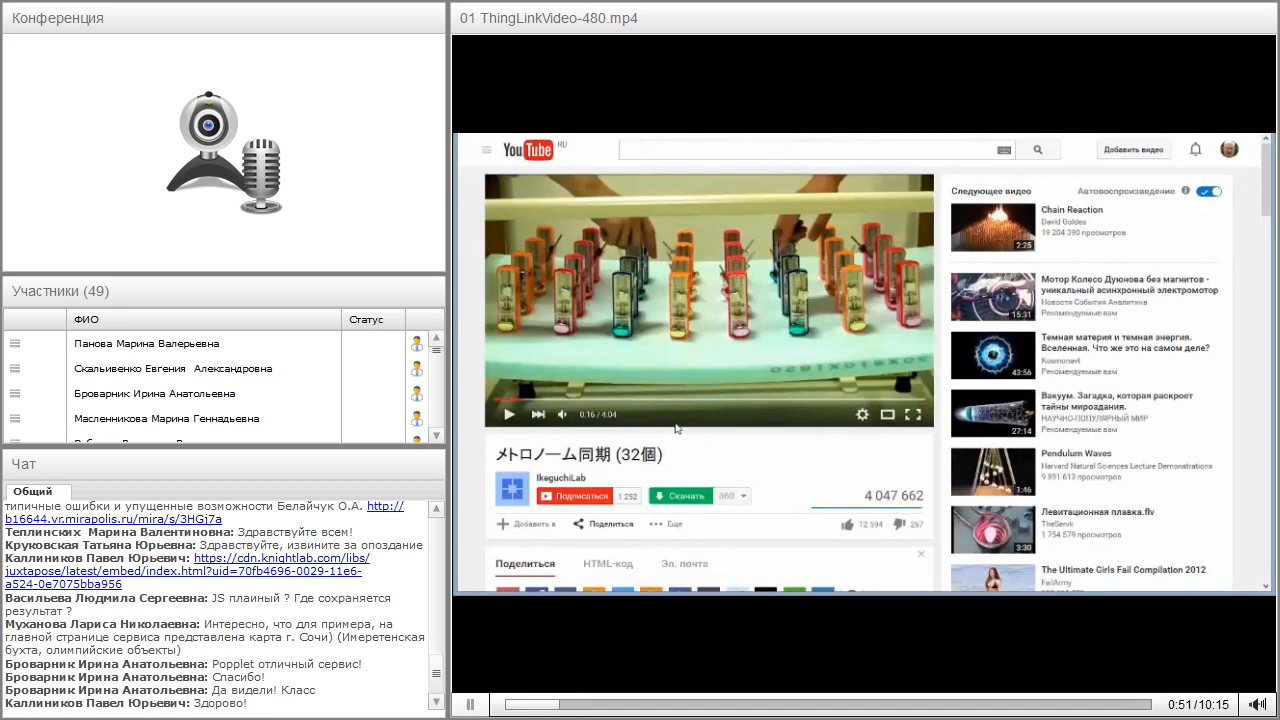 Конференция
Участники (49)
ФИО
Статус
Павлова Марина Валерьевна
Скальивенко Евгения Александровна
Броварник Ирина Анатольевна
Масленникова Марина Геннадьевна
Чат
Общий
типичные ошибки и упущенные возможности Белайчук О.А. http://
b16644.vr.mirapolis.ru/mira/s/3HGj7a
Теплинских Марина Валентиновна: Здравствуйте всем!
Круковская Татьяна Юрьевна: Здравствуйте, извините за опоздание
Каллиников Павел Юрьевич: https://cdn.knightlab.com/libs/
juxtapose/latest/embed/index.html?uid=70fb4696-0029-11e6-
a524-0e7075bba956
Васильева Людмила Сергеевна: JS плаиный ? Где сохраняется
результат ?
Муханова Лариса Николаевна: Интересно, что для примера, на
главной странице сервиса представлена карта г. Сочи) (Имеретенская
бухта, олимпийские объекты)
Броварник Ирина Анатольевна: Popplet отличный сервис!
Броварник Ирина Анатольевна: Спасибо!
Броварник Ирина Анатольевна: Да видели! Класс
Каллиников Павел Юрьевич: Здорово!
01 ThingLinkVideo-480.mp4
YouTube RU
Добавить видео
0:16 / 4:04
メトロノーム同期 (32個)
IkeguchiLab
Подписаться
1 252
Скачать
360
4 047 662
Добавить в
Поделиться
Еще
12 594
267
Поделиться
HTML-код
Эл. почта
Следующее видео
Автовоспроизведение
Chain Reaction
David Goldes
19 204 390 просмотров
2:25
Мотор Колесо Дуюнова без магнитов -
уникальный асинхронный электромотор
Новости События Аналитика
Рекомендуемые вам
15:31
Темная материя и темная энергия.
Вселенная. Что же это на самом деле?
Kosmonavt
Рекомендуемые вам
43:56
Вакуум. Загадка, которая раскроет
тайны мироздания.
НАУЧНО-ПОПУЛЯРНЫЙ МИР
Рекомендуемые вам
27:14
Pendulum Waves
Harvard Natural Sciences Lecture Demonstrations
9 891 613 просмотров
1:46
Левитационная плавка.flv
TheServik
1 754 579 просмотров
3:30
The Ultimate Girls Fail Compilation 2012
FailArmy
0:51/10:15